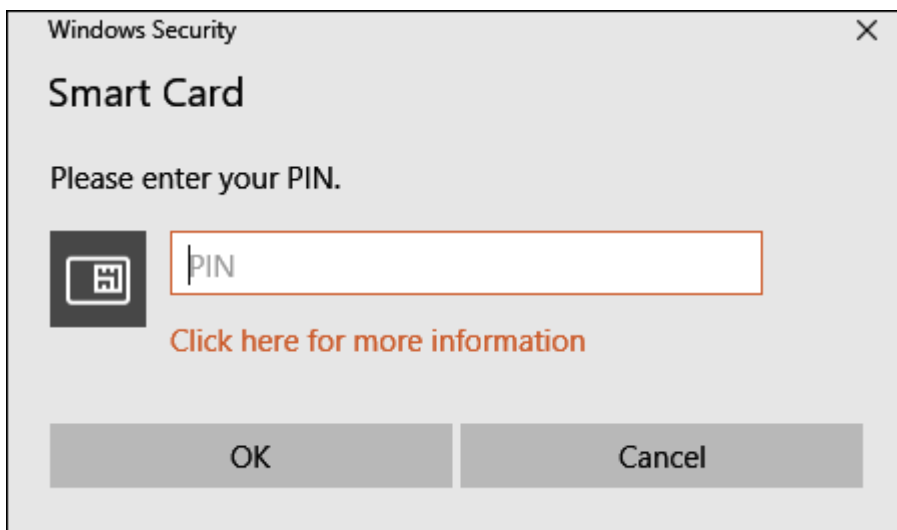 Windows Security
Smart Card
Please enter your PIN.
PIN
Click here for more information
OK
Cancel